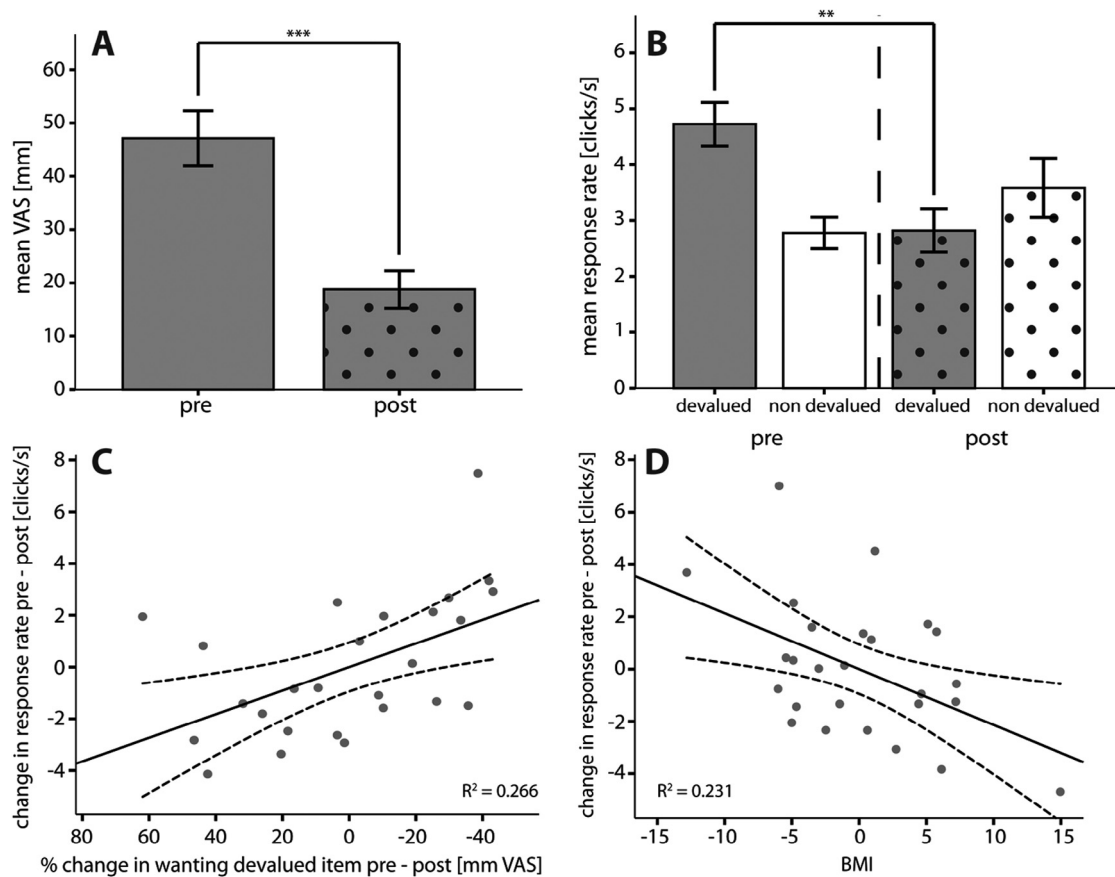 A
***
mean VAS [mm]
60
50
40
30
20
10
0
pre
post
B
**
mean response rate [clicks/s]
6
5
4
3
2
1
0
devalued
non devalued
devalued
non devalued
pre
post
C
change in response rate pre - post [clicks/s]
8
6
4
2
0
-2
-4
R² = 0.266
80
60
40
20
0
-20
-40
% change in wanting devalued item pre - post [mm VAS]
D
change in response rate pre - post [clicks/s]
8
6
4
2
0
-2
-4
R² = 0.231
-15
-10
-5
0
5
10
15
BMI